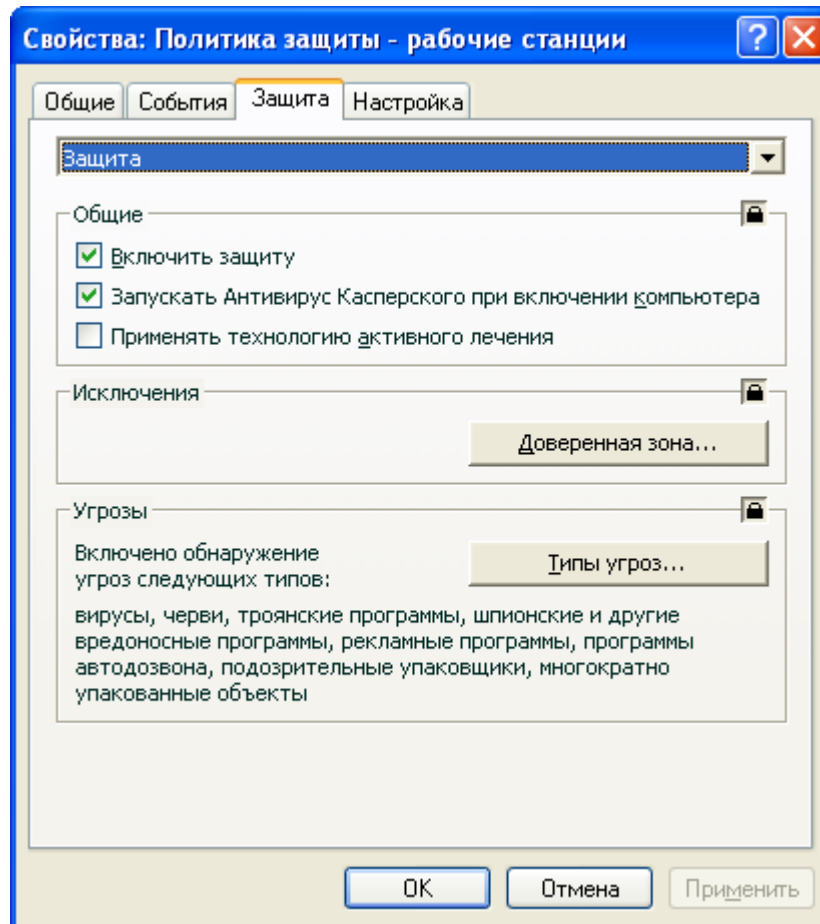 Свойства: Политика защиты - рабочие станции
Общие События Защита Настройка
Защита
Общие
Включить защиту
Запускать Антивирус Касперского при включении компьютера
Применять технологию активного лечения
Исключения
Доверенная зона...
Угрозы
Включено обнаружение
угроз следующих типов:
Типы угроз...
вирусы, черви, троянские программы, шпионские и другие
вредоносные программы, рекламные программы, программы
автодозвона, подозрительные упаковщики, многократно
упакованные объекты
ОК Отмена Применить